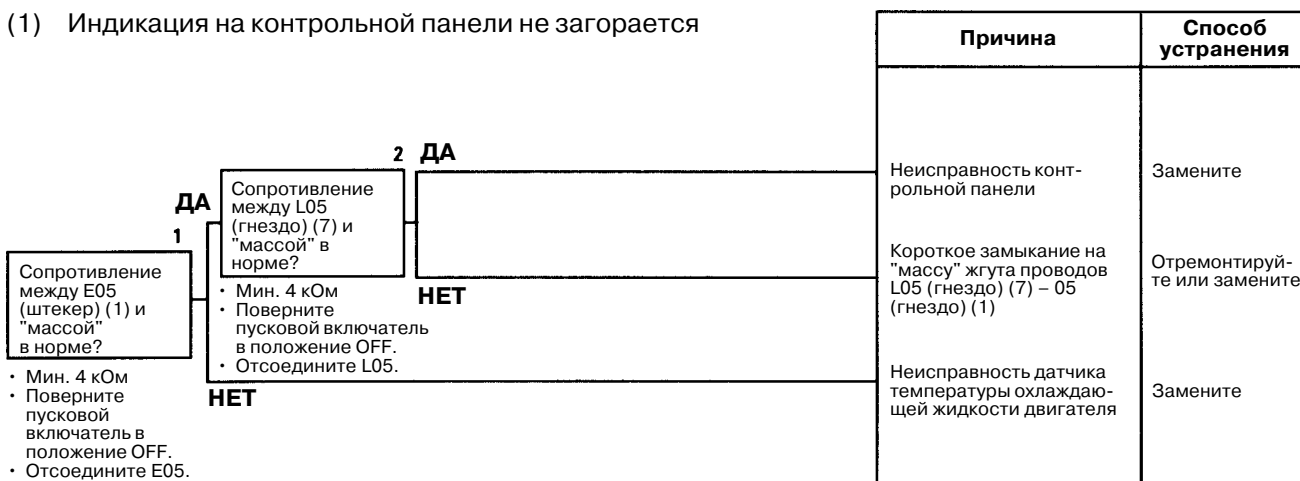 (1) Индикация на контрольной панели не загорается
Причина
Способ
устранения
2 ДА
Сопротивление
между L05
(гнездо) (7) и
"массой" в
норме?
Неисправность конт-
рольной панели
Замените
ДА
1
Сопротивление
между E05
(штекер) (1) и
"массой"
в норме?
· Мин. 4 кОм
· Поверните
пусковой включатель
в положение OFF.
· Отсоедините L05.
НЕТ
Короткое замыкание на
"массу" жгута проводов
L05 (гнездо) (7) – 05
(гнездо) (1)
Отремонтируй-
те или замените
· Мин. 4 кОм
· Поверните
пусковой
включатель в
положение OFF.
· Отсоедините E05.
НЕТ
Неисправность датчика
температуры охлаждаю-
щей жидкости двигателя
Замените